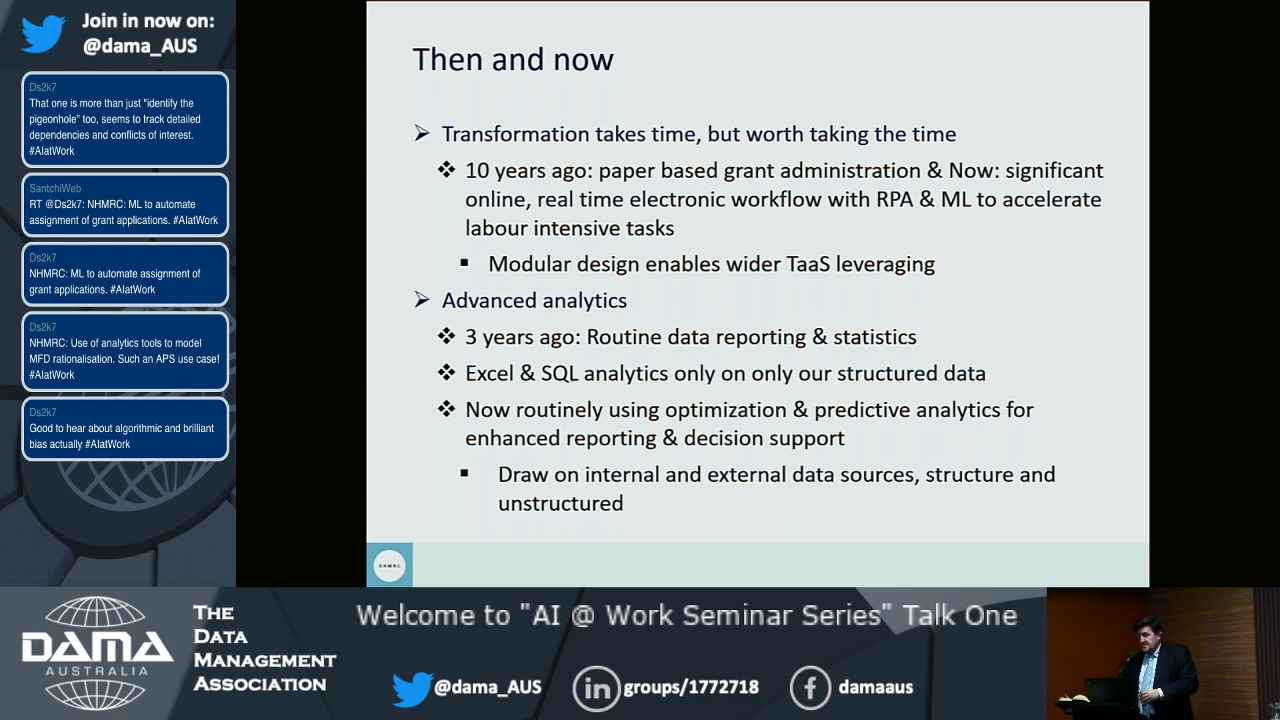 Join in now on:
@dama_AUS
Ds2k7
That one is more than just "identify the
pigeonhole" too, seems to track detailed
dependencies and conflicts of interest.
#AIatWork
SantchiWeb
RT @Ds2k7: NHMRC: ML to automate
assignment of grant applications. #AIatWork
Ds2k7
NHMRC: ML to automate assignment of
grant applications. #AIatWork
Ds2k7
NHMRC: Use of analytics tools to model
MFD rationalisation. Such an APS use case!
#AIatWork
Ds2k7
Good to hear about algorithmic and brilliant
bias actually #AIatWork
Then and now
Transformation takes time, but worth taking the time
10 years ago: paper based grant administration & Now: significant
online, real time electronic workflow with RPA & ML to accelerate
labour intensive tasks
Modular design enables wider TaaS leveraging
Advanced analytics
3 years ago: Routine data reporting & statistics
Excel & SQL analytics only on only our structured data
Now routinely using optimization & predictive analytics for
enhanced reporting & decision support
Draw on internal and external data sources, structure and
unstructured
NHMRC
DAMA
AUSTRALIA
THE
DATA
MANAGEMENT
ASSOCIATION
Welcome to "AI @ Work Seminar Series" Talk One
@dama_AUS
in
groups/1772718
f
damaaus